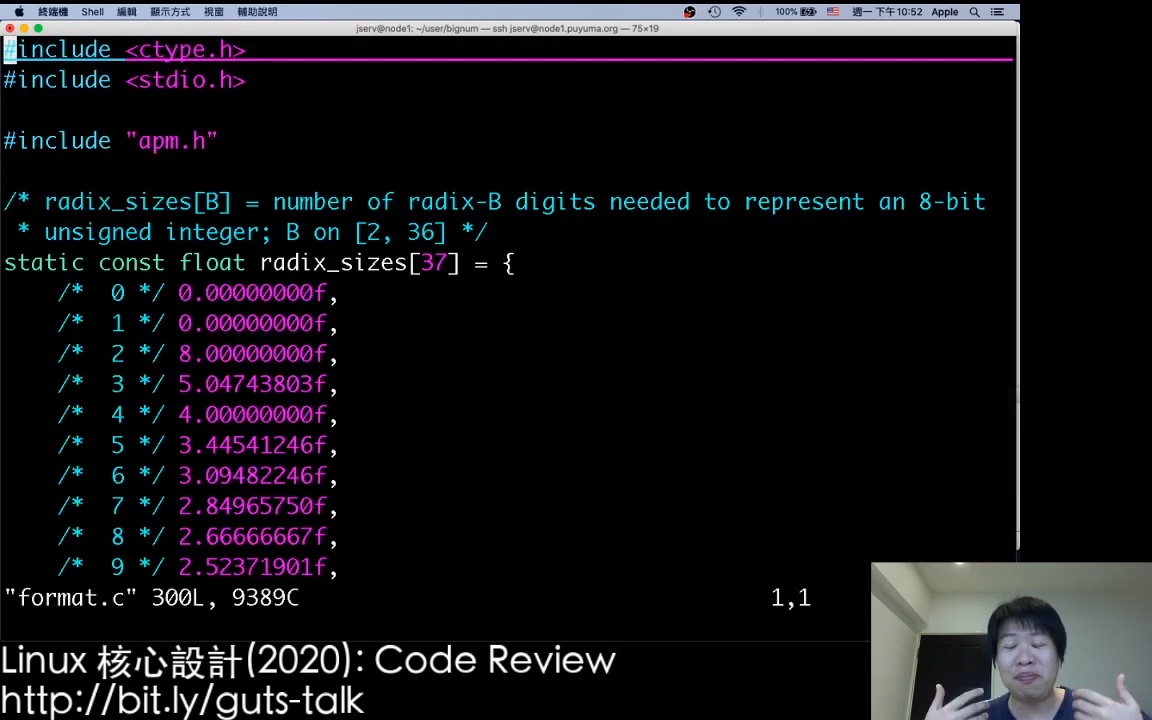 終端機 Shell 編輯 顯示方式 視窗 輔助說明 100% 週一 下午10:52 Apple
jserv@node1: ~/user/bignum — ssh jserv@node1.puyuma.org — 75×19
#include <ctype.h>
#include <stdio.h>
#include "apm.h"
/* radix_sizes[B] = number of radix-B digits needed to represent an 8-bit
 * unsigned integer; B on [2, 36] */
static const float radix_sizes[37] = {
    /*  0 */ 0.00000000f,
    /*  1 */ 0.00000000f,
    /*  2 */ 8.00000000f,
    /*  3 */ 5.04743803f,
    /*  4 */ 4.00000000f,
    /*  5 */ 3.44541246f,
    /*  6 */ 3.09482246f,
    /*  7 */ 2.84965750f,
    /*  8 */ 2.66666667f,
    /*  9 */ 2.52371901f,
"format.c" 300L, 9389C 1,1
Linux 核心設計(2020): Code Review
http://bit.ly/guts-talk